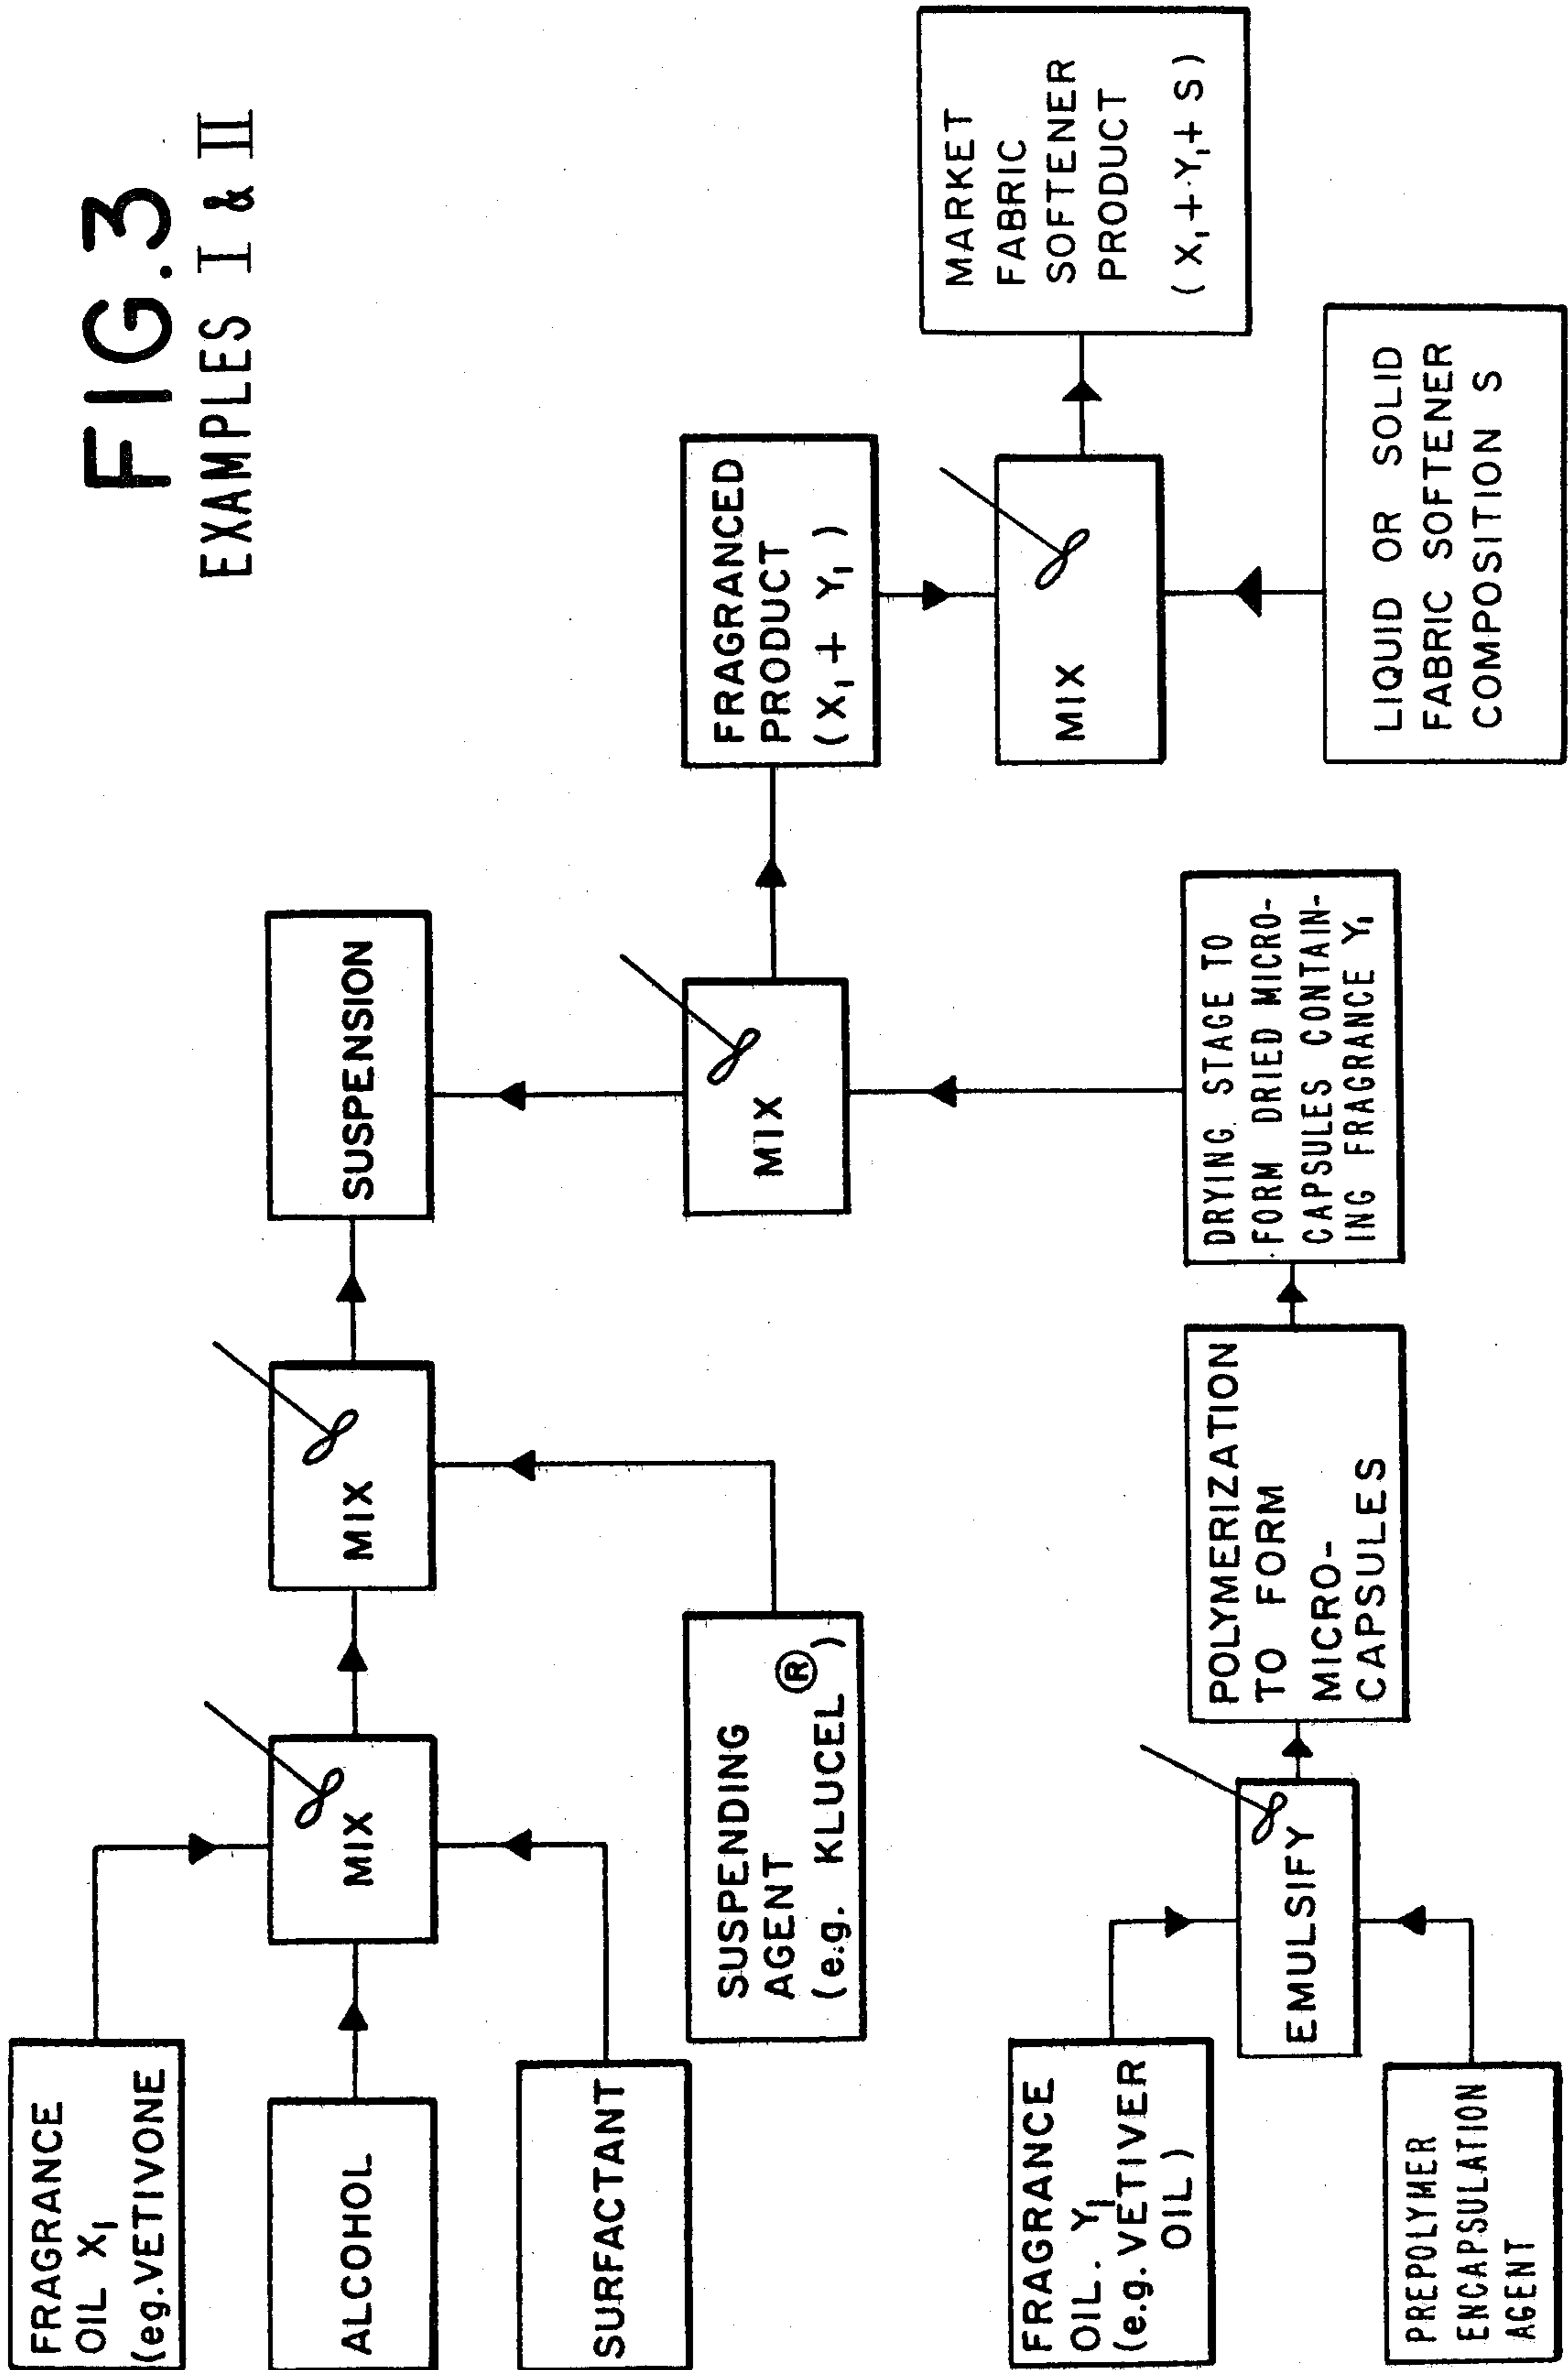 FIG.3
EXAMPLES I & II
FRAGRANCE
OIL X1
(eg.VETIVONE)
ALCOHOL
SURFACTANT
MIX
SUSPENDING
AGENT
(e.g. KLUCEL®)
MIX
SUSPENSION
FRAGRANCE
OIL. Y1
(e.g. VETIVER
OIL)
PREPOLYMER
ENCAPSULATION
AGENT
EMULSIFY
POLYMERIZATION
TO FORM
MICRO-
CAPSULES
DRYING STAGE TO
FORM DRIED MICRO-
CAPSULES CONTAIN-
ING FRAGRANCE Y1
MIX
FRAGRANCED
PRODUCT
(X1 + Y1)
MIX
LIQUID OR SOLID
FABRIC SOFTENER
COMPOSITION S
MARKET
FABRIC
SOFTENER
PRODUCT
(X1 + Y1 + S)